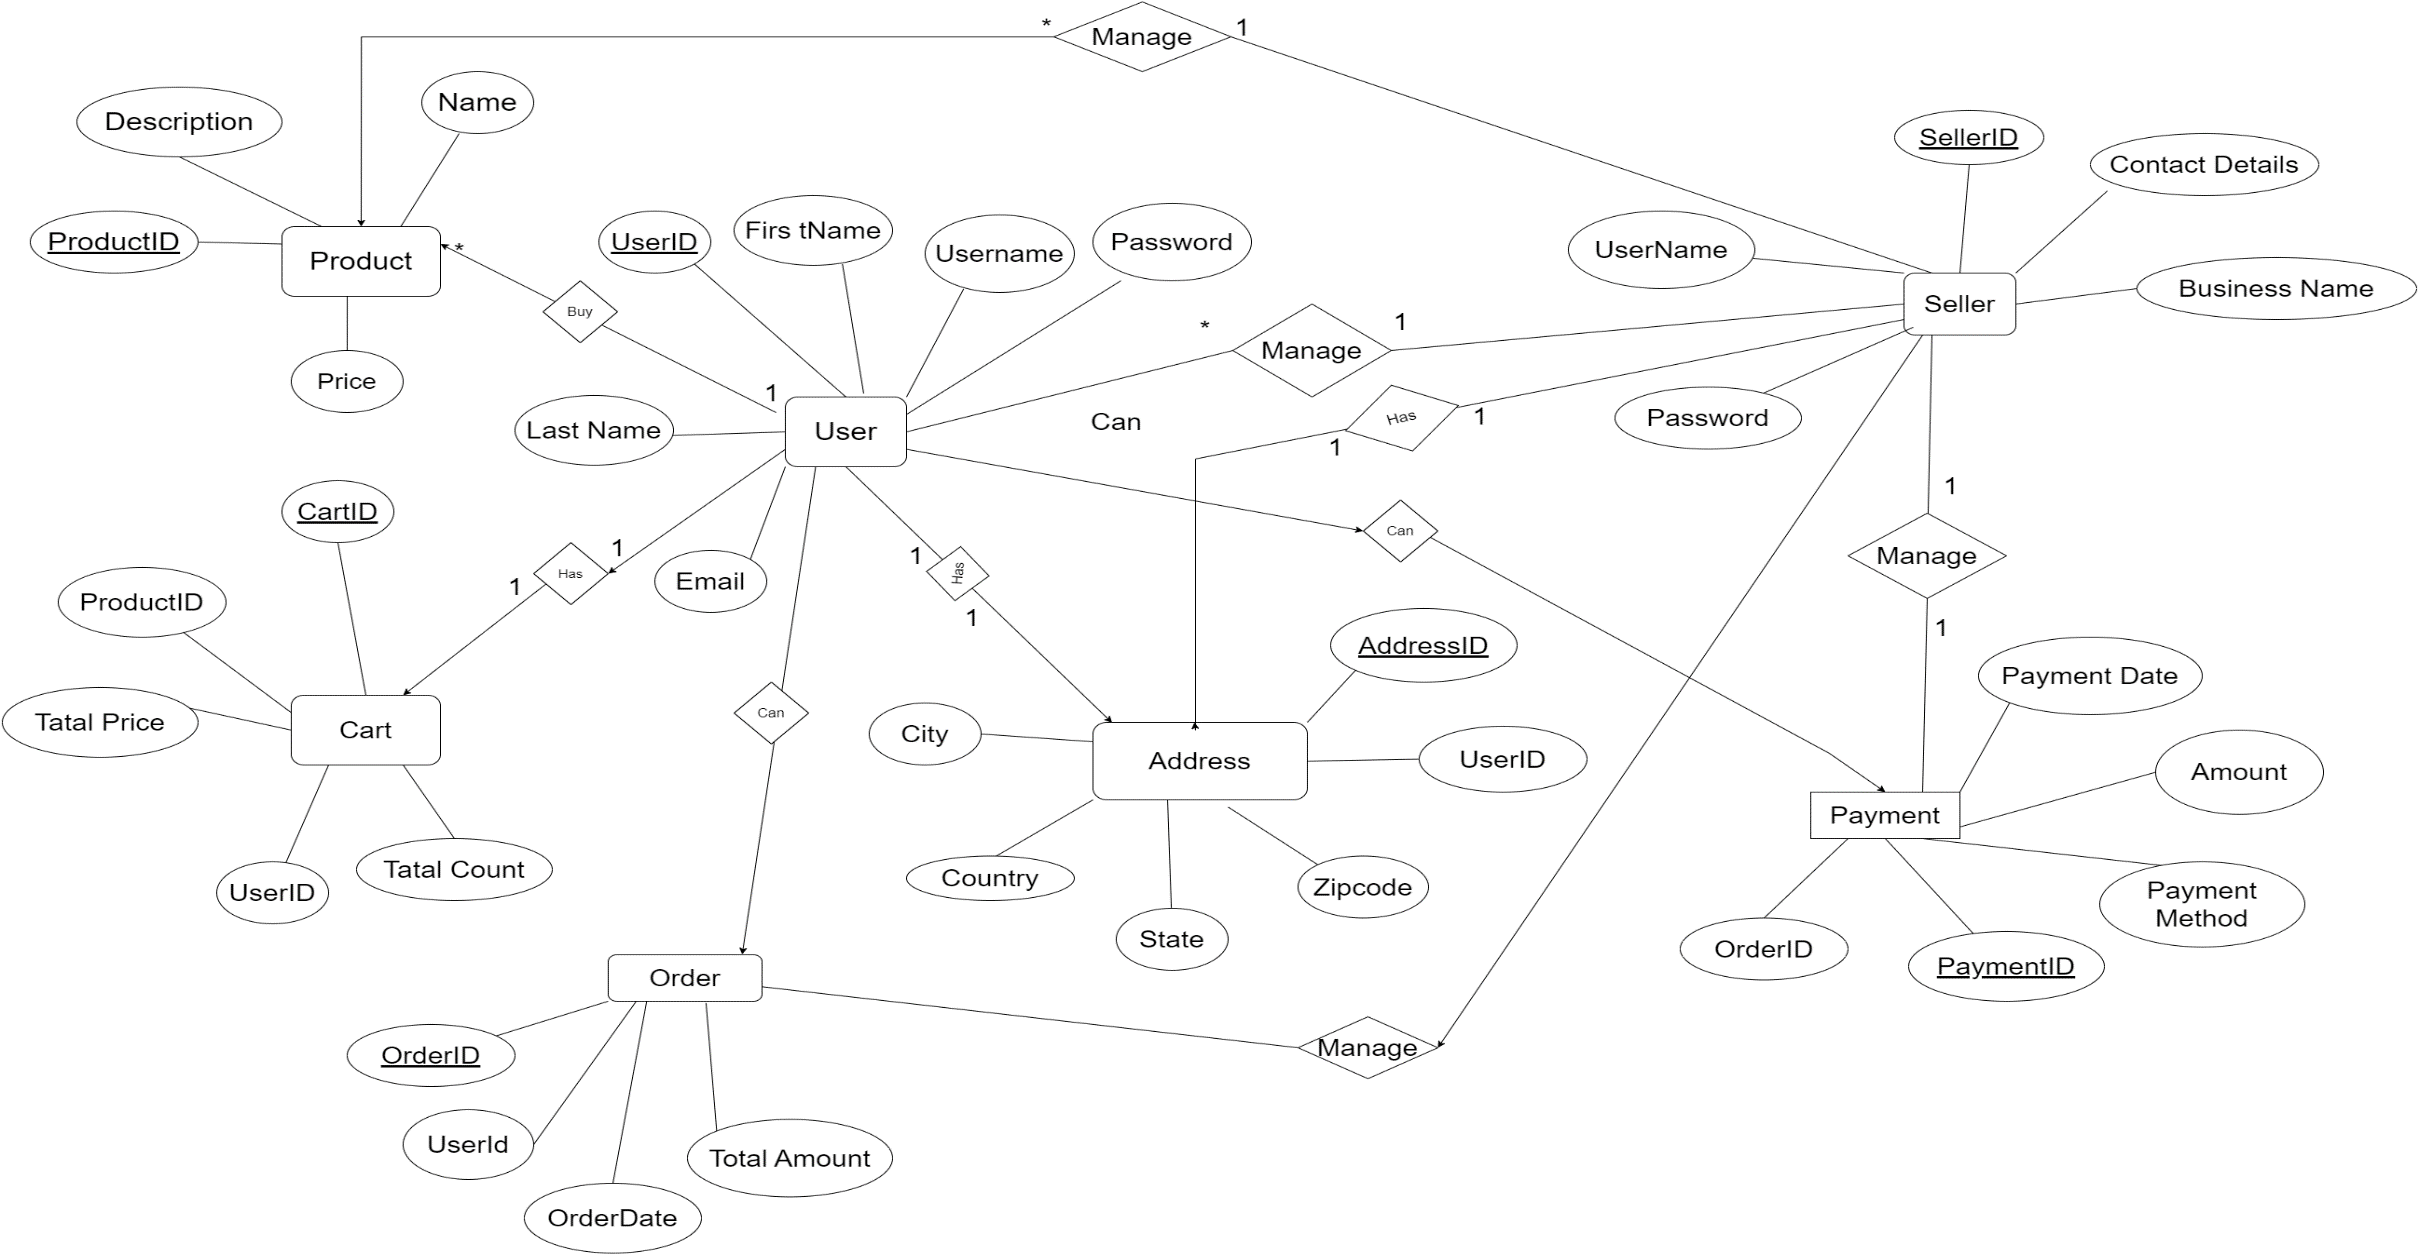 *
Manage
1
Name
Description
SellerID
Contact Details
Firs tName
Password
UserID
ProductID
*
Username
UserName
Product
Business Name
Seller
Buy
*
1
Manage
Price
1
Can
Has
1
Password
Last Name
User
1
1
CartID
Can
1
Has
1
1
Has
Email
1
Manage
ProductID
1
1
AddressID
Payment Date
Tatal Price
Can
City
UserID
Amount
Cart
Address
Payment
Tatal Count
UserID
Country
Zipcode
Payment
Method
State
OrderID
PaymentID
Order
OrderID
Manage
UserId
Total Amount
OrderDate